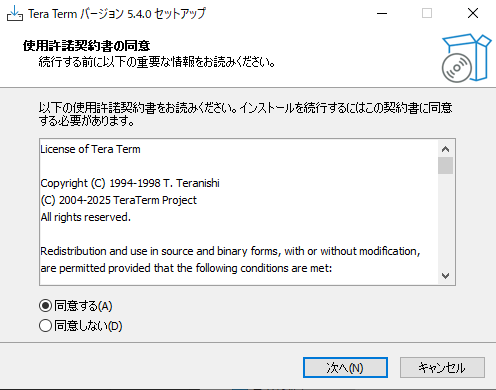 Tera Term バージョン 5.4.0 セットアップ
使用許諾契約書の同意
続行する前に以下の重要な情報をお読みください。
以下の使用許諾契約書をお読みください。インストールを続行するにはこの契約書に同意
する必要があります。
License of Tera Term
Copyright (C) 1994-1998 T. Teranishi
(C) 2004-2025 TeraTerm Project
All rights reserved.
Redistribution and use in source and binary forms, with or without modification,
are permitted provided that the following conditions are met:
同意する(A)
同意しない(D)
次へ(N)
キャンセル